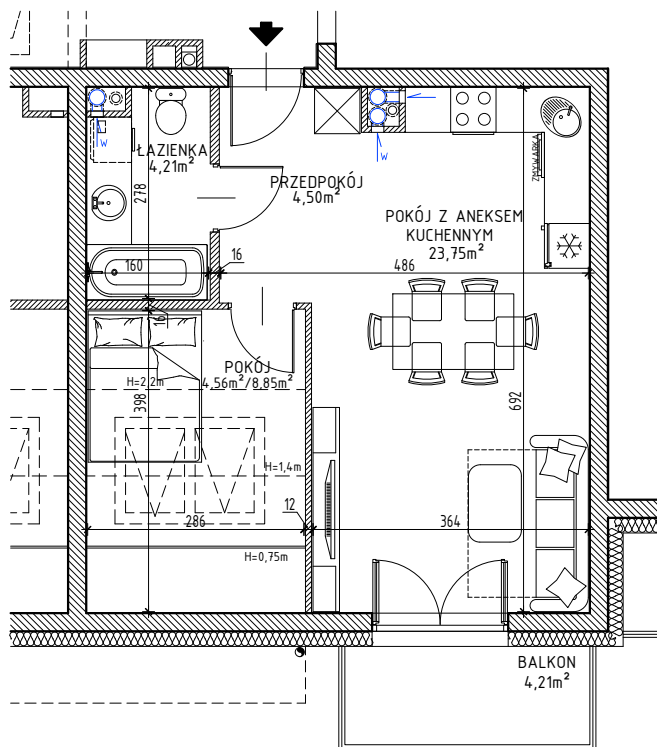 W
W
ŁAZIENKA
4,21m²
278
PRZEDPOKÓJ
4,50m²
ZMYWARKA
POKÓJ Z ANEKSEM
KUCHENNYM
23,75m²
160
16
486
16
POKÓJ
4,56m²/8,85m²
H=2,2m
398
692
H=1,4m
286
12
364
H=0,75m
BALKON
4,21m²